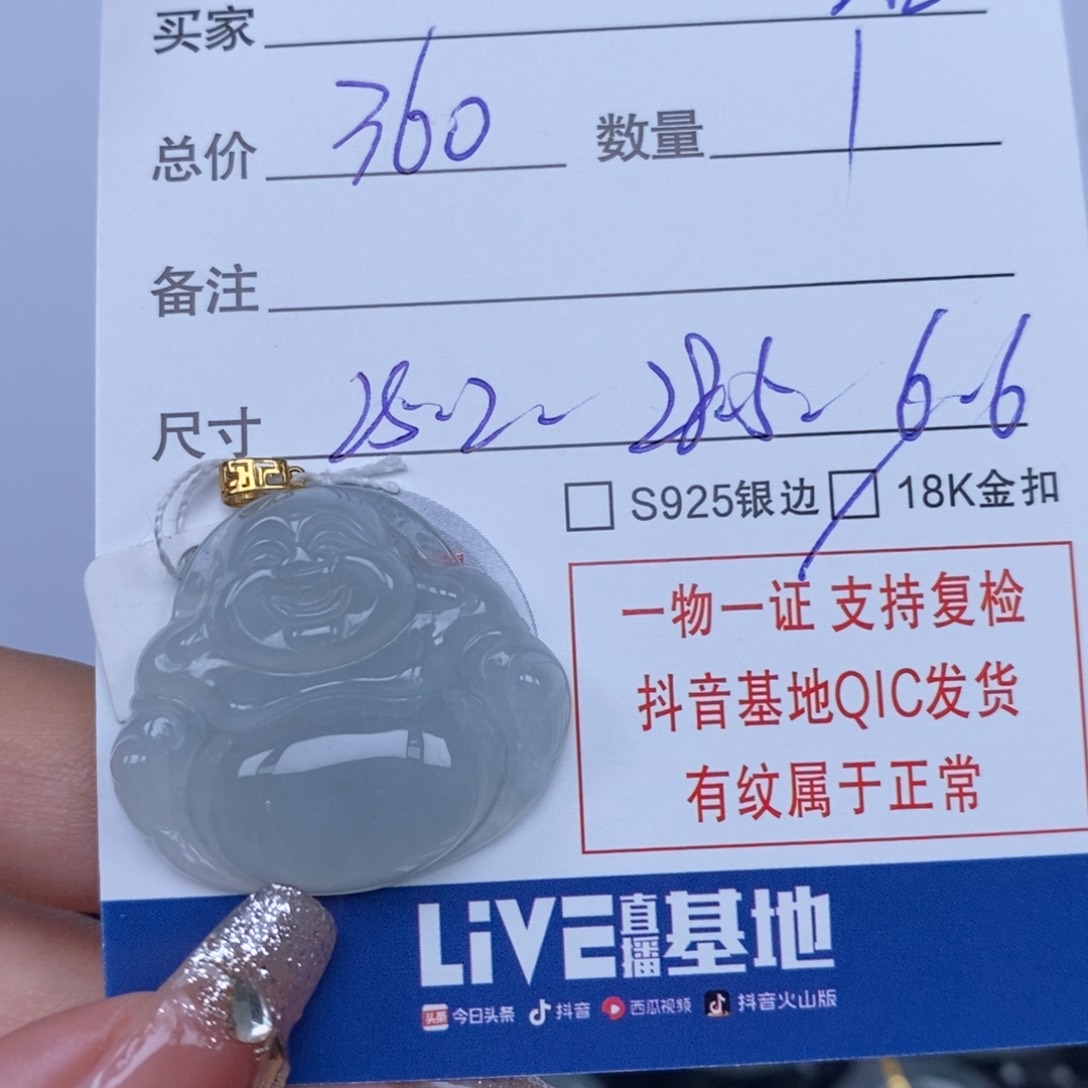 买家
总价 360 数量 1
备注
尺寸 25-2~ 28-5~ 6-6
□ S925银边 □ 18K金扣
一物一证 支持复检
抖音基地QIC发货
有纹属于正常
LiVE直播基地
头条 今日头条 抖音 西瓜视频 抖音火山版